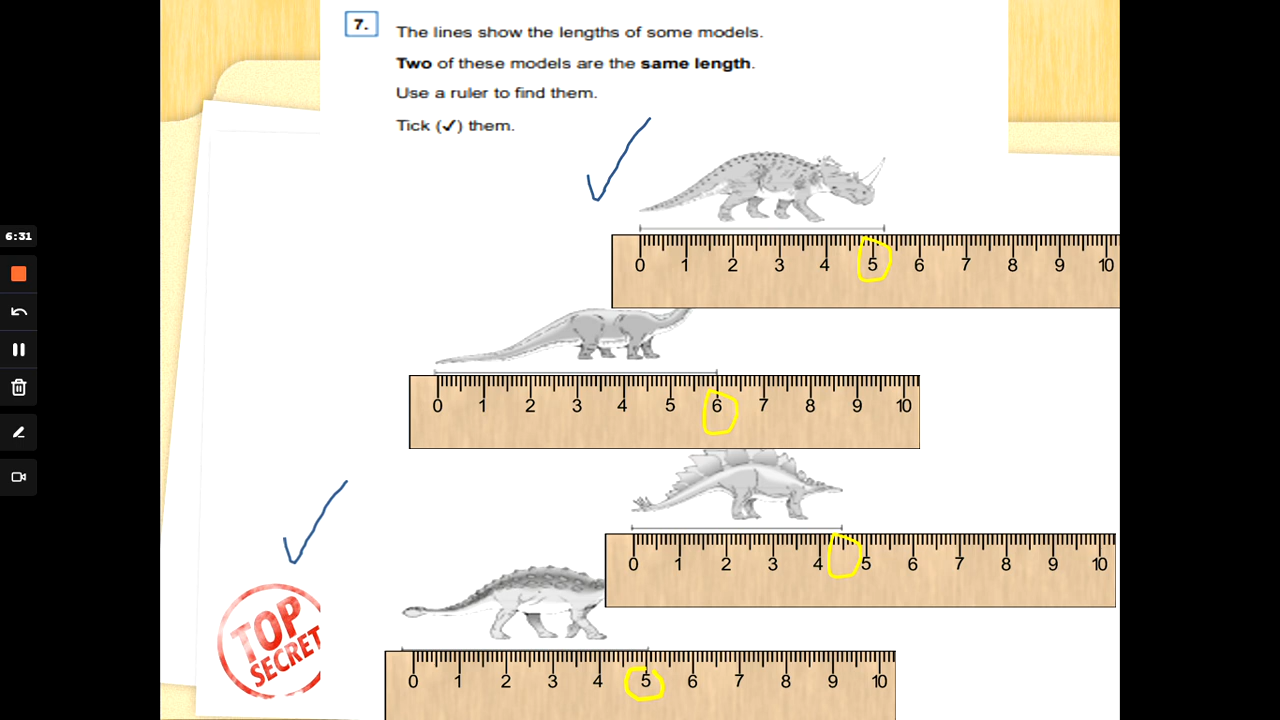 7.
The lines show the lengths of some models.
Two of these models are the same length.
Use a ruler to find them.
Tick (✓) them.
6:31
0 1 2 3 4 5 6 7 8 9 10
0 1 2 3 4 5 6 7 8 9 10
0 1 2 3 4 5 6 7 8 9 10
TOP
SECRET
0 1 2 3 4 5 6 7 8 9 10